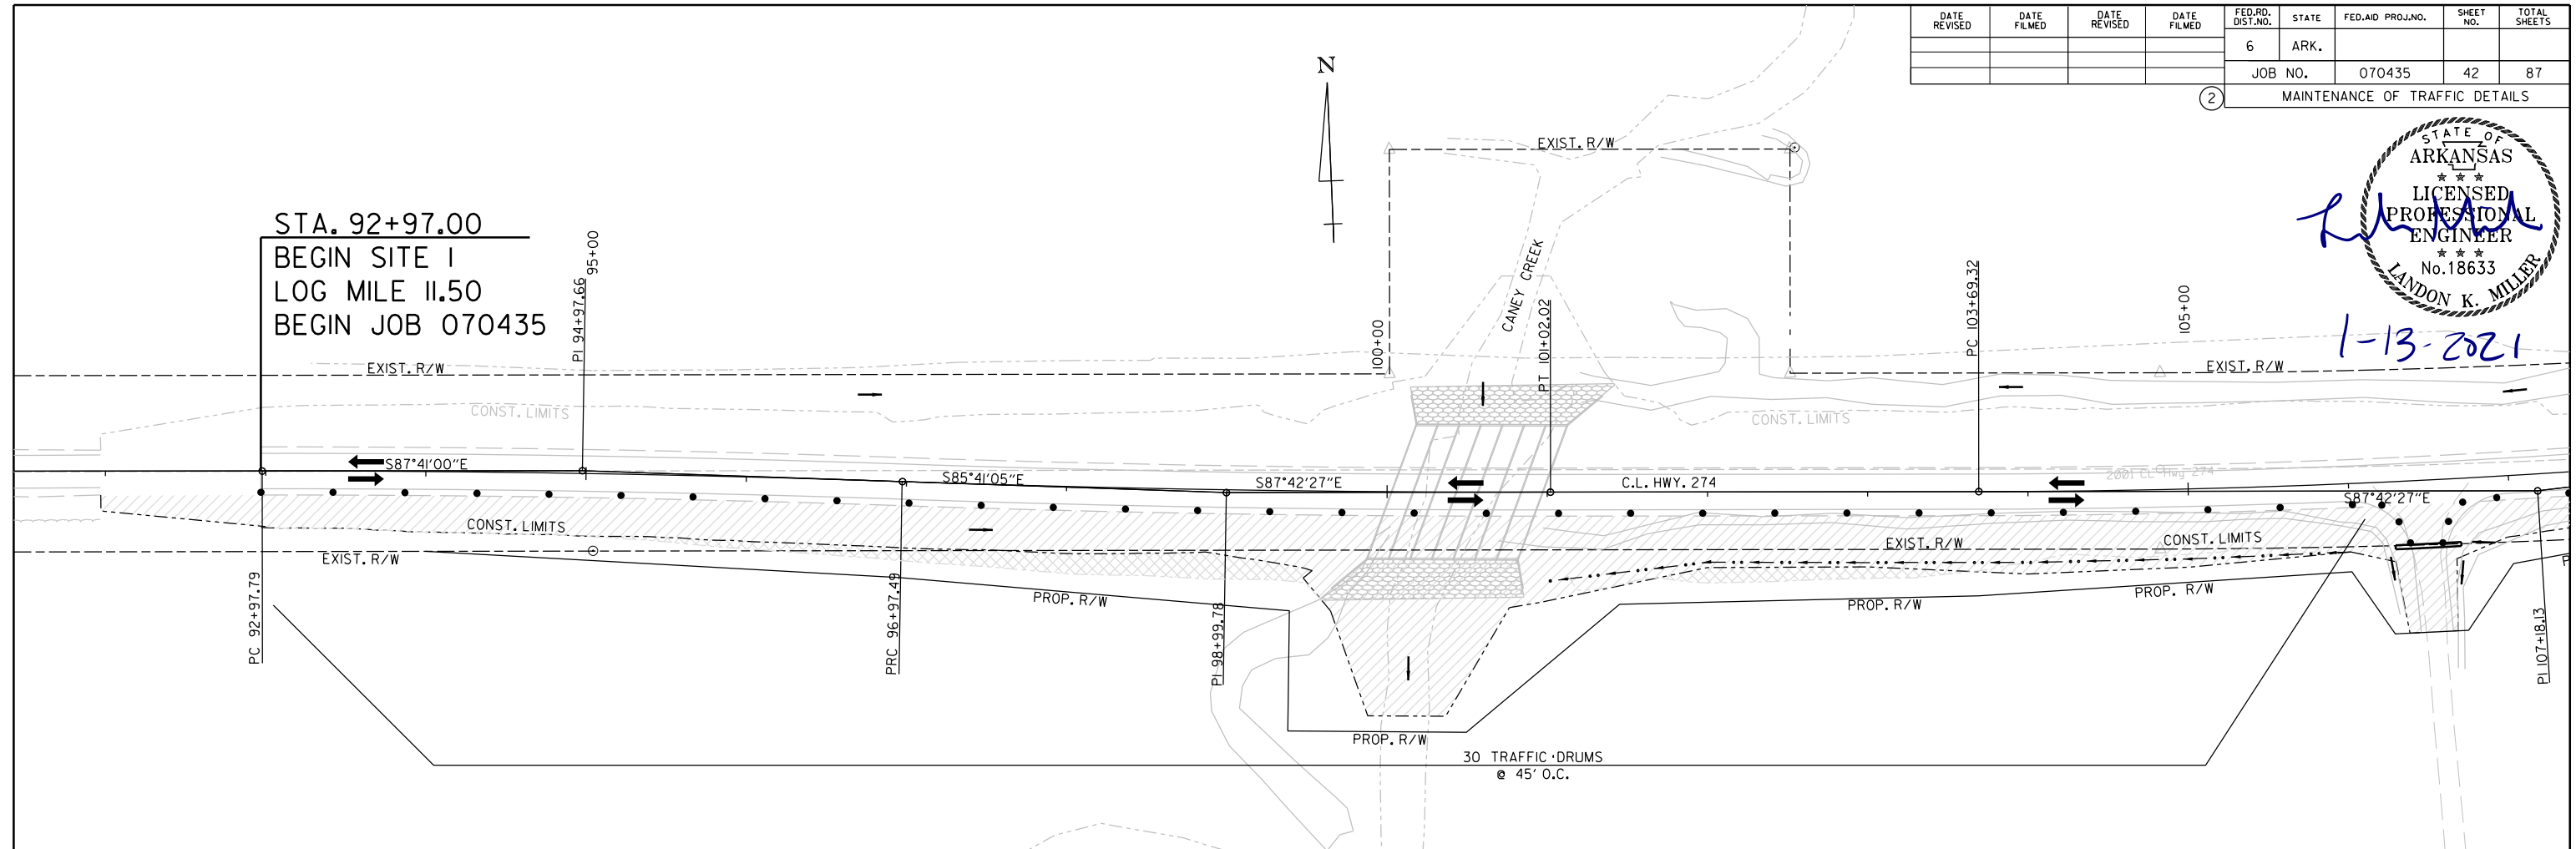 DATE REVISED
DATE FILMED
DATE REVISED
DATE FILMED
FED.RD. DIST.NO.
STATE
FED.AID PROJ.NO.
SHEET NO.
TOTAL SHEETS
6
ARK.
JOB NO.
070435
42
87
2
MAINTENANCE OF TRAFFIC DETAILS
STATE OF
ARKANSAS
LICENSED
PROFESSIONAL
ENGINEER
No.18633
LANDON K. MILLER
1-13-2021
N
STA. 92+97.00
BEGIN SITE 1
LOG MILE 11.50
BEGIN JOB 070435
PI 94+97.66
95+00
EXIST. R/W
CANEY CREEK
100+00
PT 101+02.02
PC 103+69.32
105+00
EXIST. R/W
EXIST. R/W
CONST. LIMITS
CONST. LIMITS
S87°41'00"E
S85°41'05"E
S87°42'27"E
C.L. HWY. 274
2001 CL Hwy 274
S87°42'27"E
CONST. LIMITS
EXIST. R/W
EXIST. R/W
CONST. LIMITS
PC 92+97.79
PRC 96+97.49
PI 98+99.78
PROP. R/W
PROP. R/W
PROP. R/W
P
PI 107+18.13
PROP. R/W
30 TRAFFIC DRUMS
@ 45' O.C.